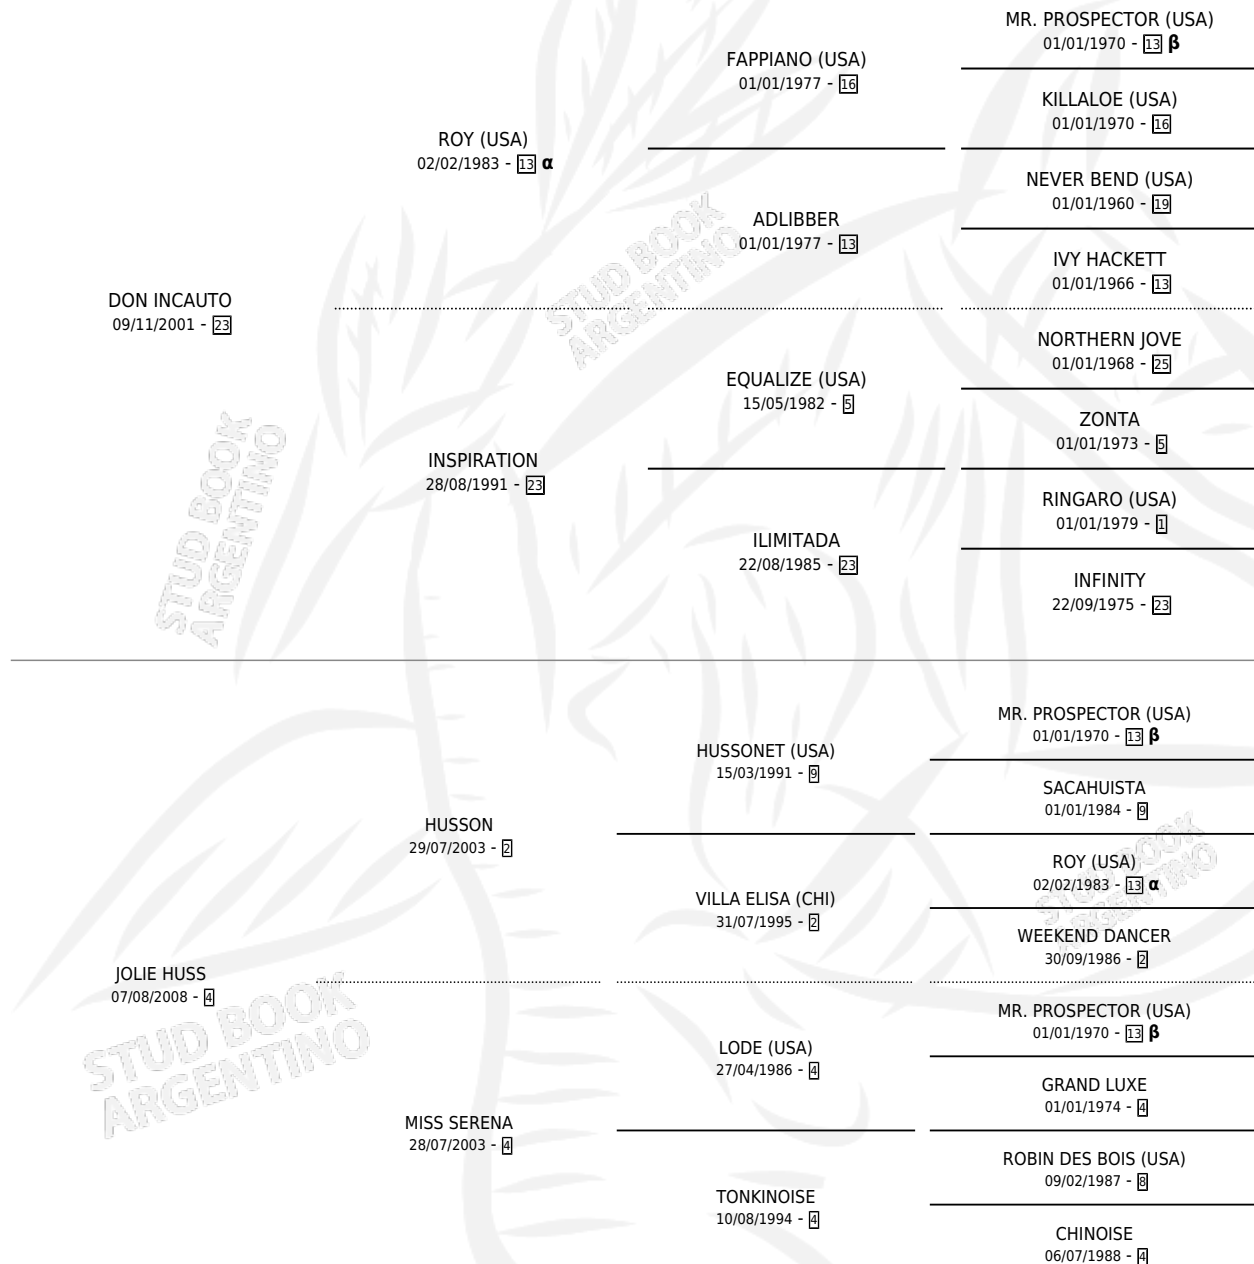 MR. PROSPECTOR (USA)
01/01/1970 - 13 β
FAPPIANO (USA)
01/01/1977 - 16
KILLALOE (USA)
01/01/1970 - 16
ROY (USA)
02/02/1983 - 13 α
NEVER BEND (USA)
01/01/1960 - 19
ADLIBBER
01/01/1977 - 13
IVY HACKETT
01/01/1966 - 13
DON INCAUTO
09/11/2001 - 23
NORTHERN JOVE
01/01/1968 - 25
EQUALIZE (USA)
15/05/1982 - 5
ZONTA
01/01/1973 - 5
INSPIRATION
28/08/1991 - 23
RINGARO (USA)
01/01/1979 - 1
ILIMITADA
22/08/1985 - 23
INFINITY
22/09/1975 - 23
STUD BOOK
ARGENTINO
STUD BOOK
ARGENTINO
MR. PROSPECTOR (USA)
01/01/1970 - 13 β
HUSSONET (USA)
15/03/1991 - 9
SACAHUISTA
01/01/1984 - 9
HUSSON
29/07/2003 - 2
ROY (USA)
02/02/1983 - 13 α
VILLA ELISA (CHI)
31/07/1995 - 2
WEEKEND DANCER
30/09/1986 - 2
JOLIE HUSS
07/08/2008 - 4
MR. PROSPECTOR (USA)
01/01/1970 - 13 β
LODE (USA)
27/04/1986 - 4
GRAND LUXE
01/01/1974 - 4
MISS SERENA
28/07/2003 - 4
ROBIN DES BOIS (USA)
09/02/1987 - 8
TONKINOISE
10/08/1994 - 4
CHINOISE
06/07/1988 - 4
STUD BOOK
ARGENTINO
STUD BOOK
ARGENTINO